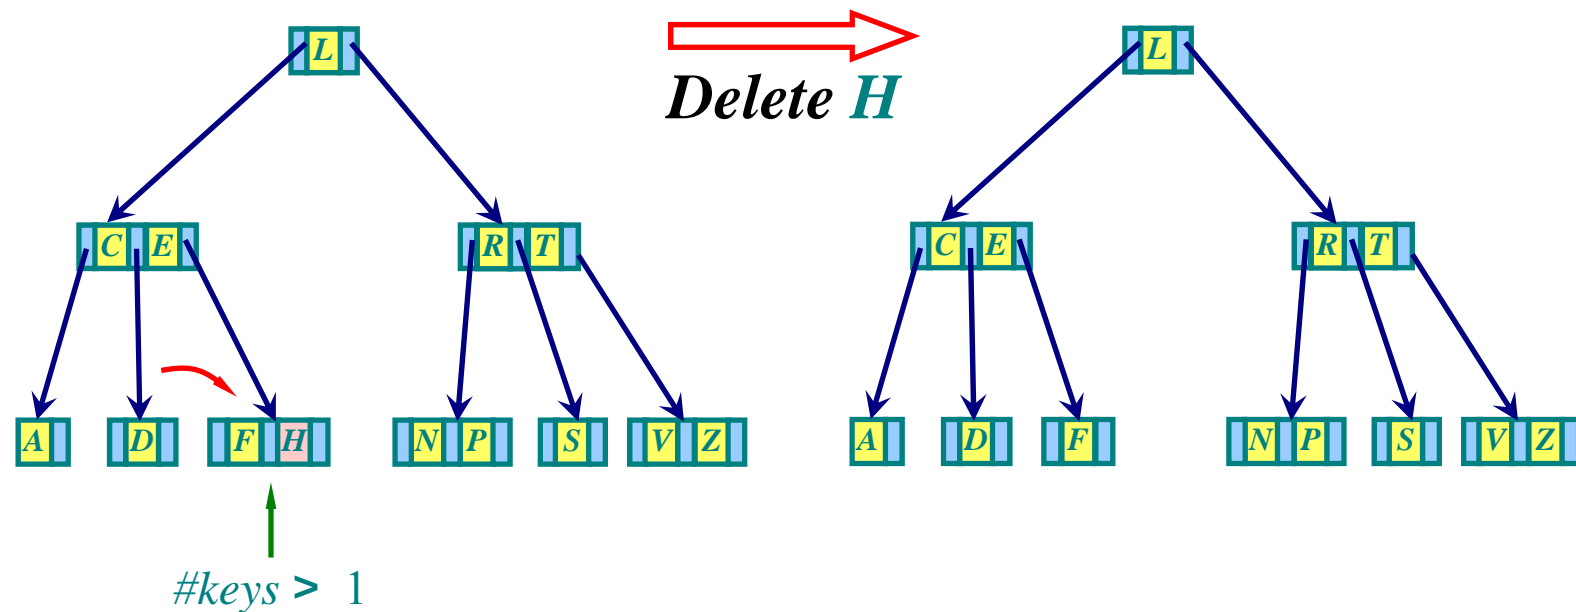 L
L
Delete H
C E
R T
C E
R T
A
D
F H
N P
S
V Z
A
D
F
N P
S
V Z
#keys > 1